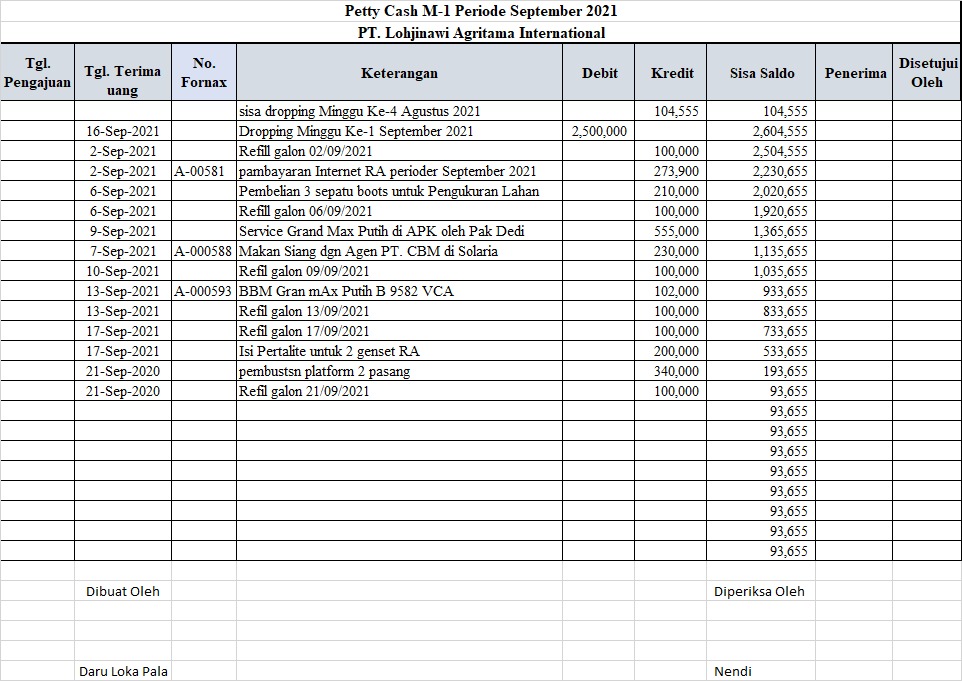 Petty Cash M-1 Periode September 2021
PT. Lohjinawi Agritama International
Tgl. Pengajuan Tgl. Terima uang No. Fornax Keterangan Debit Kredit Sisa Saldo Penerima Disetujui Oleh
sisa dropping Minggu Ke-4 Agustus 2021 104,555 104,555
16-Sep-2021 Dropping Minggu Ke-1 September 2021 2,500,000 2,604,555
2-Sep-2021 Refill galon 02/09/2021 100,000 2,504,555
2-Sep-2021 A-00581 pambayaran Internet RA perioder September 2021 273,900 2,230,655
6-Sep-2021 Pembelian 3 sepatu boots untuk Pengukuran Lahan 210,000 2,020,655
6-Sep-2021 Refill galon 06/09/2021 100,000 1,920,655
9-Sep-2021 Service Grand Max Putih di APK oleh Pak Dedi 555,000 1,365,655
7-Sep-2021 A-000588 Makan Siang dgn Agen PT. CBM di Solaria 230,000 1,135,655
10-Sep-2021 Refil galon 09/09/2021 100,000 1,035,655
13-Sep-2021 A-000593 BBM Gran mAx Putih B 9582 VCA 102,000 933,655
13-Sep-2021 Refil galon 13/09/2021 100,000 833,655
17-Sep-2021 Refil galon 17/09/2021 100,000 733,655
17-Sep-2021 Isi Pertalite untuk 2 genset RA 200,000 533,655
21-Sep-2020 pembustsn platform 2 pasang 340,000 193,655
21-Sep-2020 Refil galon 21/09/2021 100,000 93,655
93,655
93,655
93,655
93,655
93,655
93,655
93,655
93,655
Dibuat Oleh Diperiksa Oleh
Daru Loka Pala Nendi